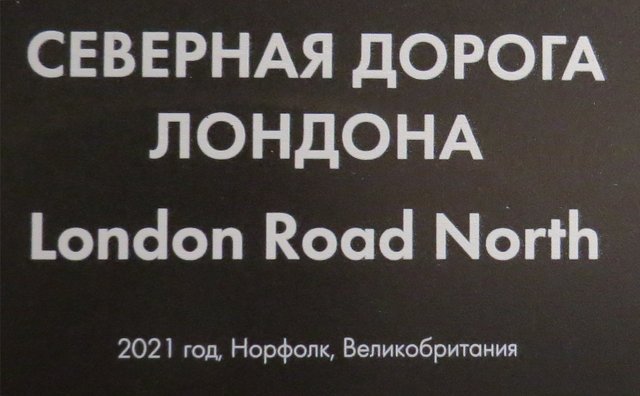 СЕВЕРНАЯ ДОРОГА
ЛОНДОНА
London Road North
2021 год, Норфолк, Великобритания